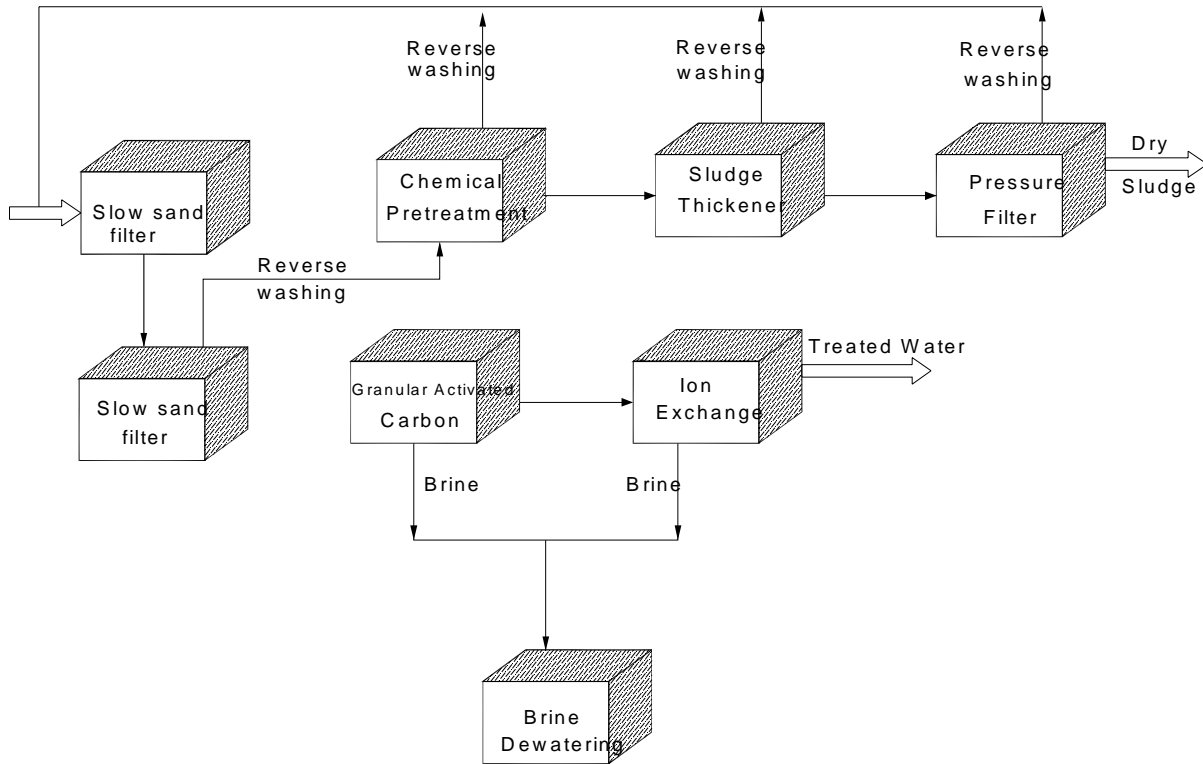 Reverse
washing
Reverse
washing
Reverse
washing
Slow sand
filter
Chemical
Pretreatment
Sludge
Thickener
Pressure
Filter
Dry
Sludge
Reverse
washing
Slow sand
filter
Granular Activated
Carbon
Ion
Exchange
Treated Water
Brine
Brine
Brine
Dewatering